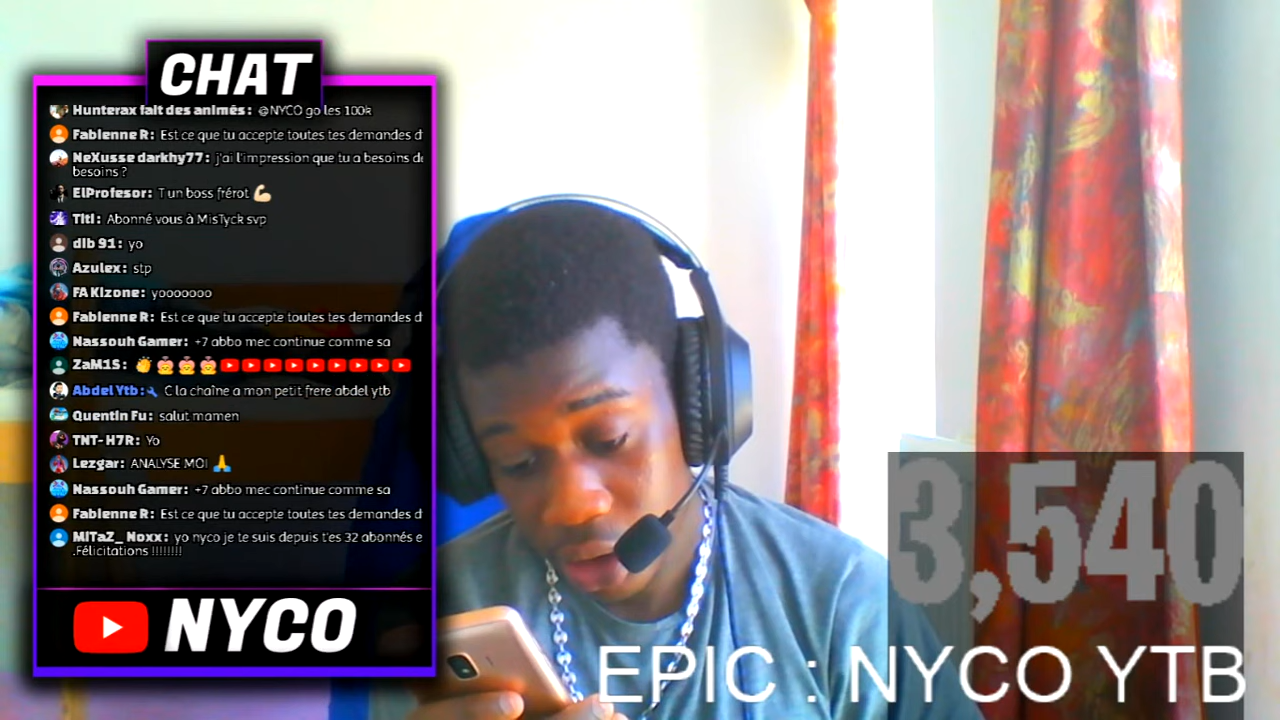 CHAT
Hunterax fait des animés: @NYCO go les 100k
Fabienne R: Est ce que tu accepte toutes tes demandes d
NeXusse darkhy77: j'ai l'impression que tu a besoins de
besoins ?
ElProfesor: T un boss frérot 💪🏻
Titi: Abonné vous à MisTyck svp
dlb 91: yo
Azulex: stp
FA Kizone: yooooooo
Fabienne R: Est ce que tu accepte toutes tes demandes d
Nassouh Gamer: +7 abbo mec continue comme sa
ZaM1S:
Abdel Ytb: C la chaîne a mon petit frere abdel ytb
Quentin Fu: salut mamen
TNT-H7R: Yo
Lezgar: ANALYSE MOI 🙏
Nassouh Gamer: +7 abbo mec continue comme sa
Fabienne R: Est ce que tu accepte toutes tes demandes d
MiTaZ_ Noxx: yo nyco je te suis depuis t'es 32 abonnés e
.Félicitations !!!!!!!!
NYCO
3,540
EPIC : NYCO YTB